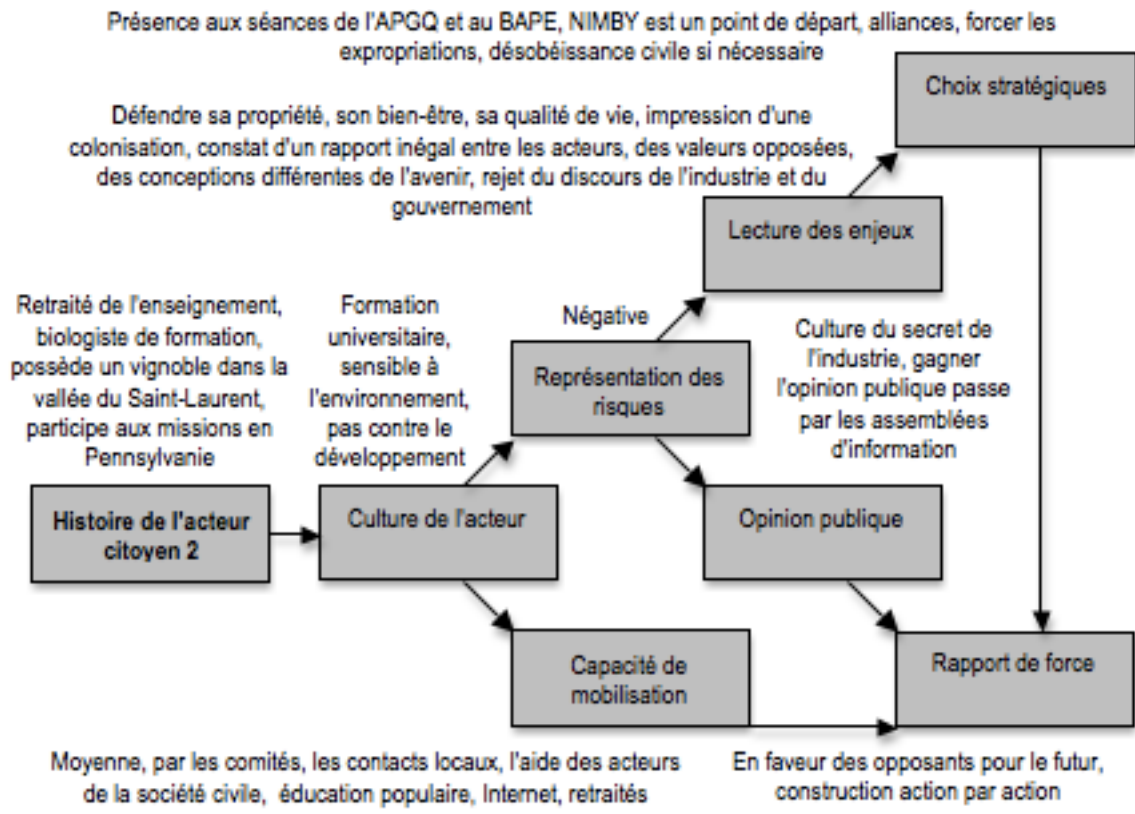 Présence aux séances de l'APGQ et au BAPE, NIMBY est un point de départ, alliances, forcer les
expropriations, désobéissance civile si nécessaire
Choix stratégiques
Défendre sa propriété, son bien-être, sa qualité de vie, impression d'une
colonisation, constat d'un rapport inégal entre les acteurs, des valeurs opposées,
des conceptions différentes de l'avenir, rejet du discours de l'industrie et du
gouvernement
Lecture des enjeux
Retraité de l'enseignement,
biologiste de formation,
possède un vignoble dans la
vallée du Saint-Laurent,
participe aux missions en
Pennsylvanie
Formation
universitaire,
sensible à
l'environnement,
pas contre le
développement
Négative
Représentation des
risques
Culture du secret de
l'industrie, gagner
l'opinion publique passe
par les assemblées
d'information
Histoire de l'acteur
citoyen 2
Culture de l'acteur
Opinion publique
Capacité de
mobilisation
Rapport de force
Moyenne, par les comités, les contacts locaux, l'aide des acteurs
de la société civile, éducation populaire, Internet, retraités
En faveur des opposants pour le futur,
construction action par action